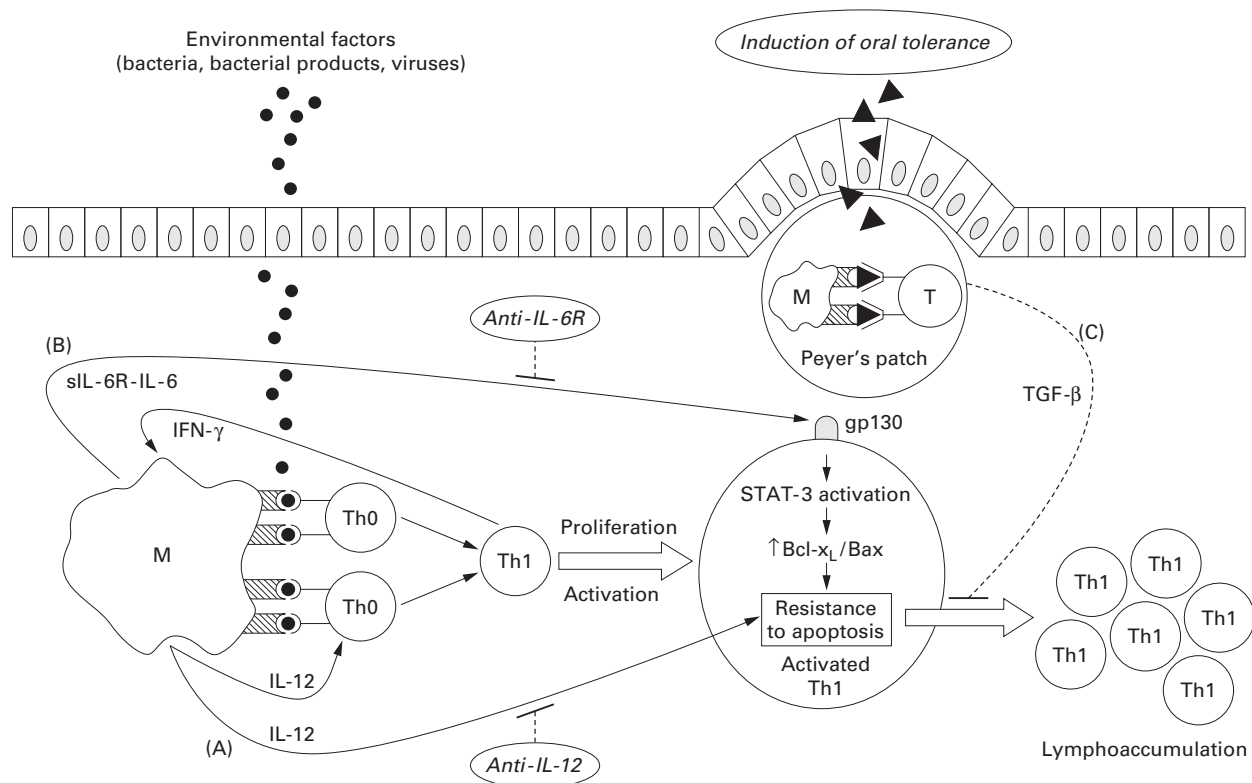 Environmental factors
(bacteria, bacterial products, viruses)
Induction of oral tolerance
M
T
Peyer's patch
Anti-IL-6R
(B)
sIL-6R-IL-6
(C)
TGF-β
IFN-γ
gp130
M
Th0
Th0
Th1
Proliferation
Activation
STAT-3 activation
↑Bcl-xL/Bax
Resistance
to apoptosis
Activated
Th1
Th1
Th1
Th1
Th1
Th1
Th1
IL-12
(A)
IL-12
Anti-IL-12
Lymphoaccumulation